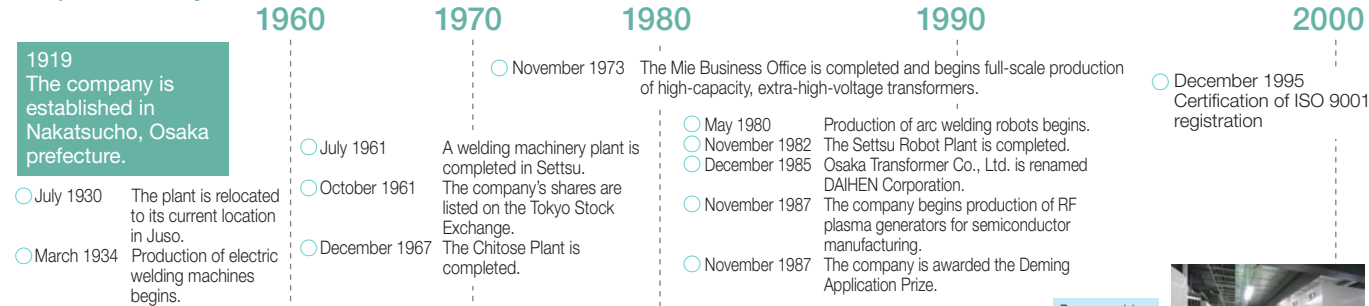 1960
1970
1980
1990
2000
1919
The company is
established in
Nakatsucho, Osaka
prefecture.
July 1930 The plant is relocated
to its current location
in Juso.
March 1934 Production of electric
welding machines
begins.
July 1961 A welding machinery plant is
completed in Settsu.
October 1961 The company's shares are
listed on the Tokyo Stock
Exchange.
December 1967 The Chitose Plant is
completed.
November 1973 The Mie Business Office is completed and begins full-scale production
of high-capacity, extra-high-voltage transformers.
May 1980 Production of arc welding robots begins.
November 1982 The Settsu Robot Plant is completed.
December 1985 Osaka Transformer Co., Ltd. is renamed
DAIHEN Corporation.
November 1987 The company begins production of RF
plasma generators for semiconductor
manufacturing.
November 1987 The company is awarded the Deming
Application Prize.
December 1995
Certification of ISO 9001
registration